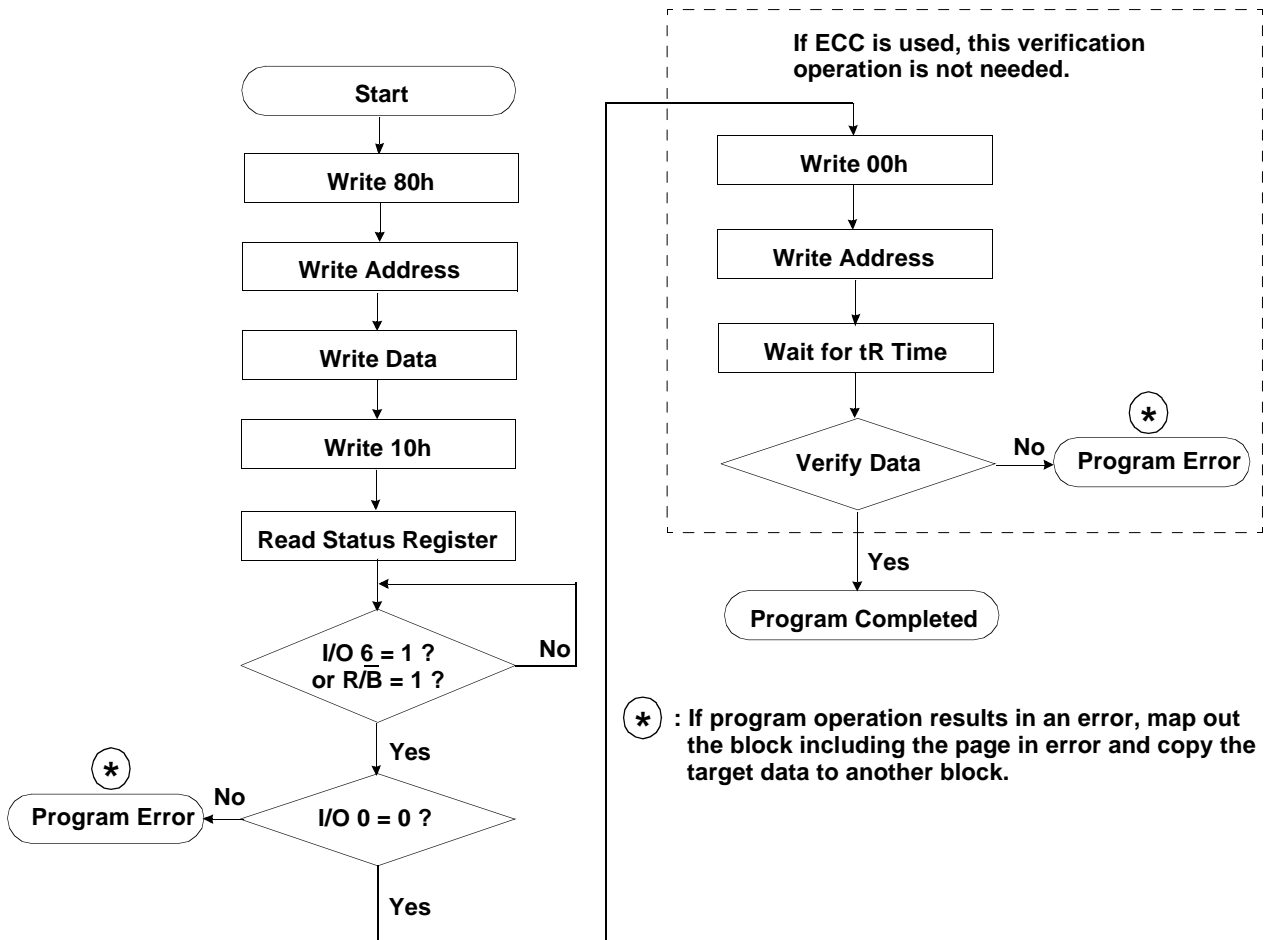 Start
Write 80h
Write Address
Write Data
Write 10h
Read Status Register
I/O 6 = 1 ?
or R/B̅ = 1 ?
No
Yes
*
No
Program Error
I/O 0 = 0 ?
Yes
If ECC is used, this verification
operation is not needed.
Write 00h
Write Address
Wait for tR Time
*
Verify Data
No
Program Error
Yes
Program Completed
* : If program operation results in an error, map out
the block including the page in error and copy the
target data to another block.